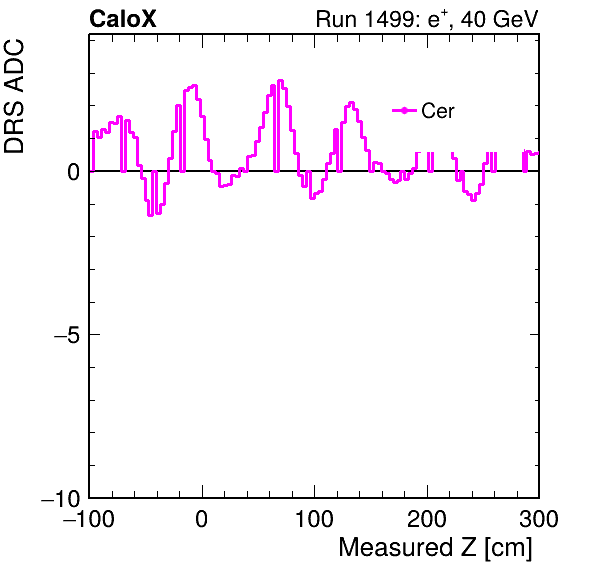 CaloX Run 1499: e⁺, 40 GeV
DRS ADC
Cer
0
−5
−10
−100 0 100 200 300
Measured Z [cm]